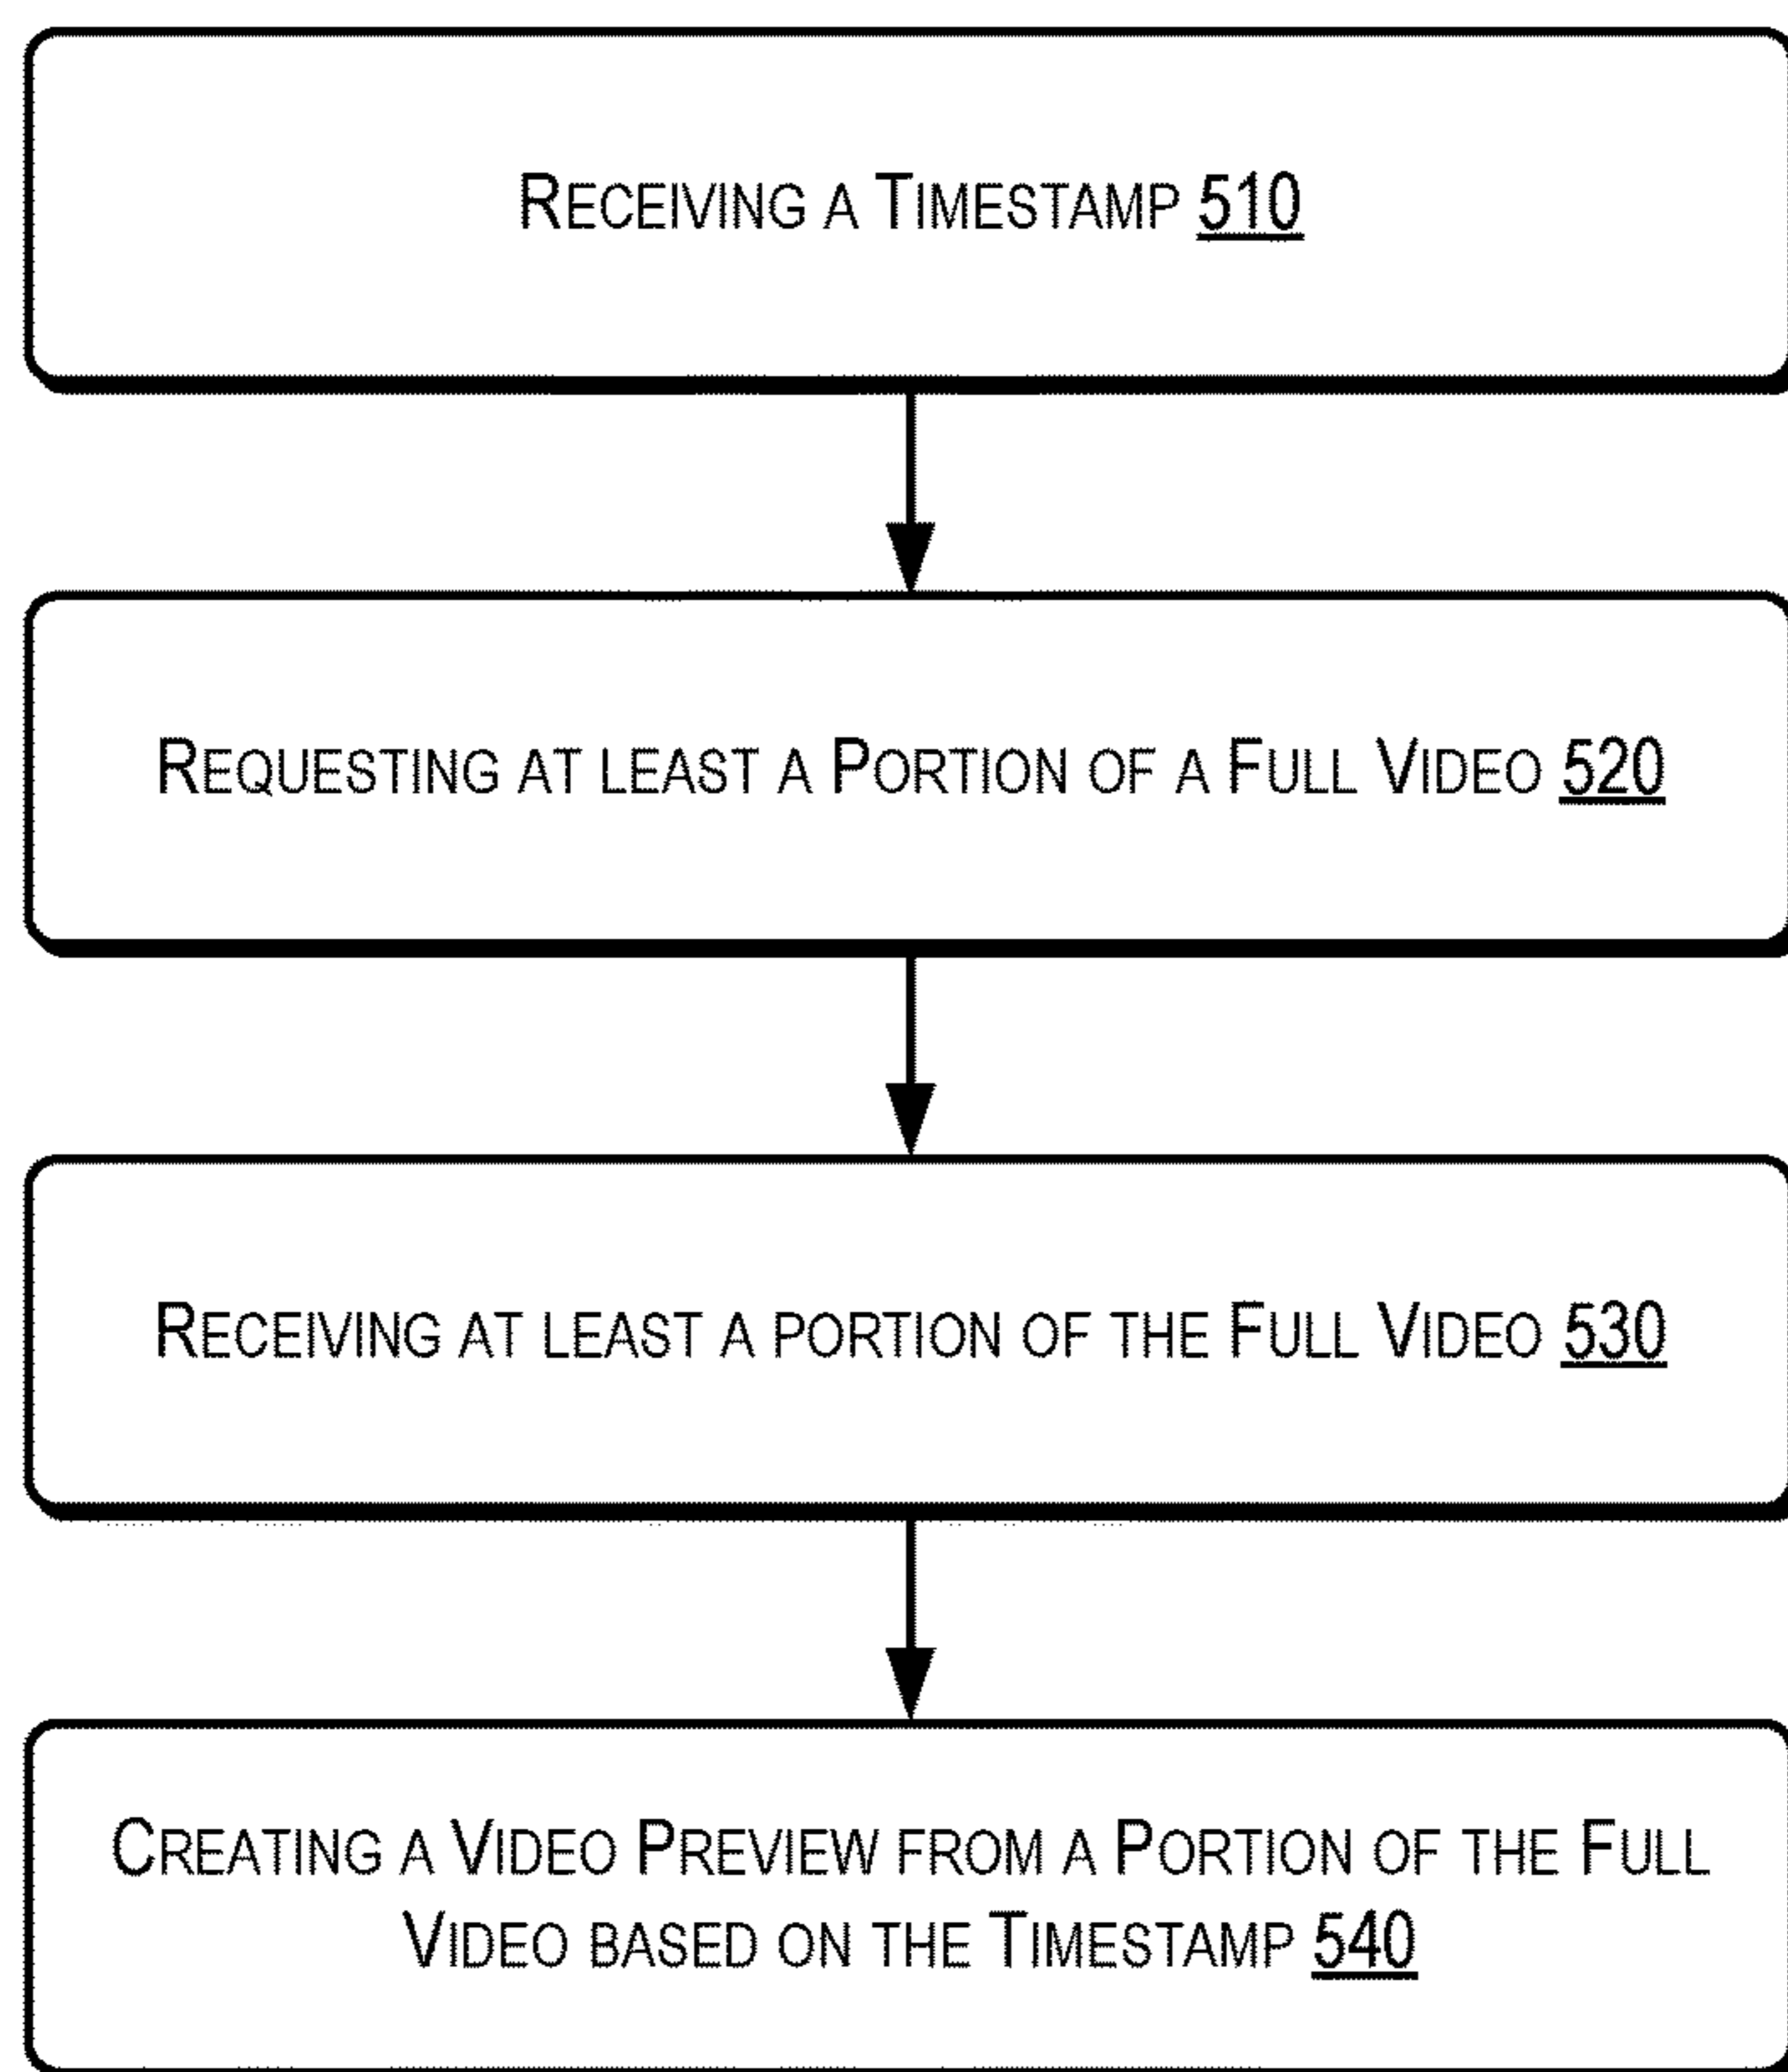 RECEIVING A TIMESTAMP 510
REQUESTING AT LEAST A PORTION OF A FULL VIDEO 520
RECEIVING AT LEAST A PORTION OF THE FULL VIDEO 530
CREATING A VIDEO PREVIEW FROM A PORTION OF THE FULL
VIDEO BASED ON THE TIMESTAMP 540